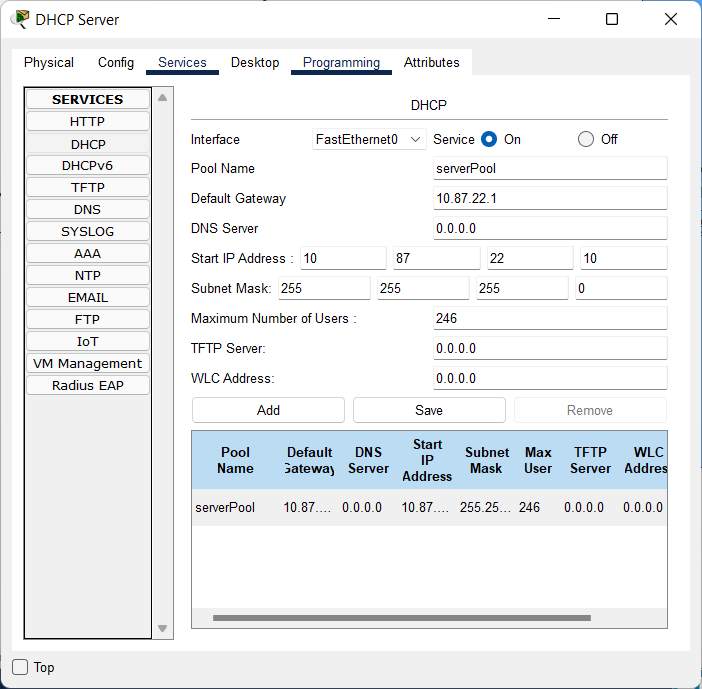 DHCP Server
Physical Config Services Desktop Programming Attributes
SERVICES
HTTP
DHCP
DHCPv6
TFTP
DNS
SYSLOG
AAA
NTP
EMAIL
FTP
IoT
VM Management
Radius EAP
DHCP
Interface FastEthernet0 Service On Off
Pool Name serverPool
Default Gateway 10.87.22.1
DNS Server 0.0.0.0
Start IP Address : 10 87 22 10
Subnet Mask: 255 255 255 0
Maximum Number of Users : 246
TFTP Server: 0.0.0.0
WLC Address: 0.0.0.0
Add Save Remove
Pool Name Default Gateway DNS Server Start IP Address Subnet Mask Max User TFTP Server WLC Addres
serverPool 10.87.... 0.0.0.0 10.87.... 255.25... 246 0.0.0.0 0.0.0.0
Top